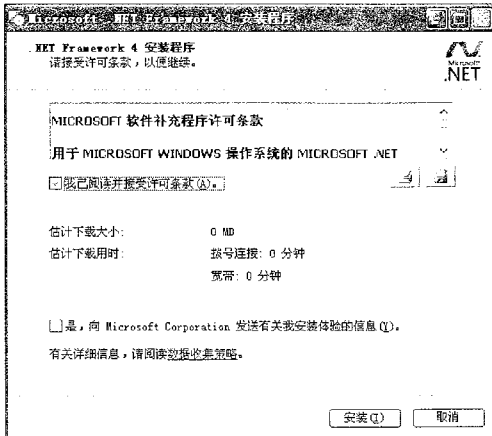 Microsoft .NET Framework 4 安装程序
.NET Framework 4 安装程序
请接受许可条款，以便继续。
Microsoft
.NET
MICROSOFT 软件补充程序许可条款
用于 MICROSOFT WINDOWS 操作系统的 MICROSOFT .NET
我已阅读并接受许可条款(A)。
估计下载大小: 0 MB
估计下载用时: 拨号连接: 0 分钟
宽带: 0 分钟
是，向 Microsoft Corporation 发送有关我安装体验的信息(Y)。
有关详细信息，请阅读数据收集策略。
安装(I) 取消